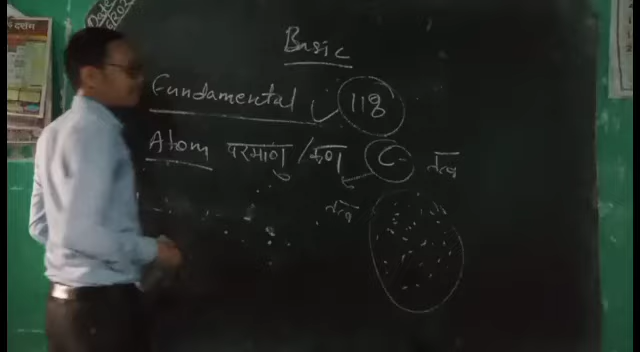 Basic
Fundamental 118
Atom परमाणु / कण C तत्व
तत्व